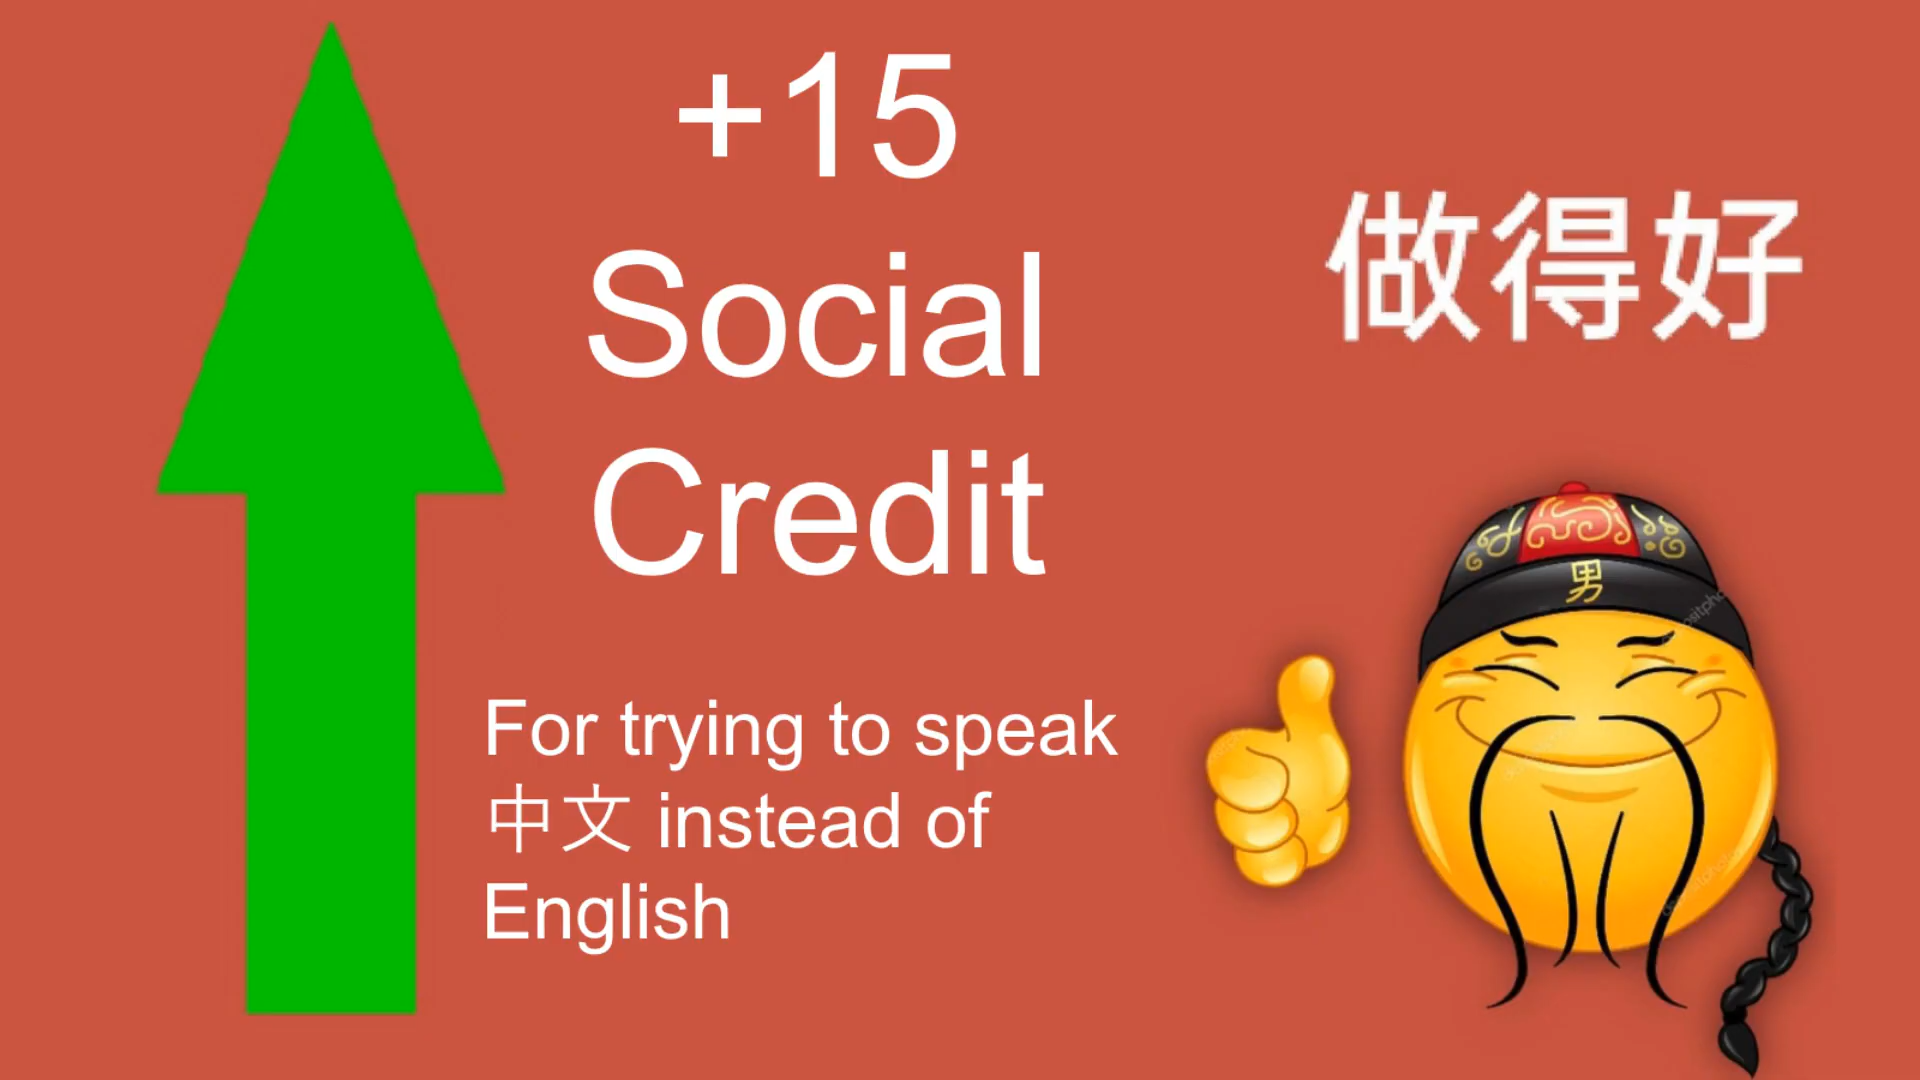 +15
Social
Credit
For trying to speak
中文 instead of
English
做得好
男